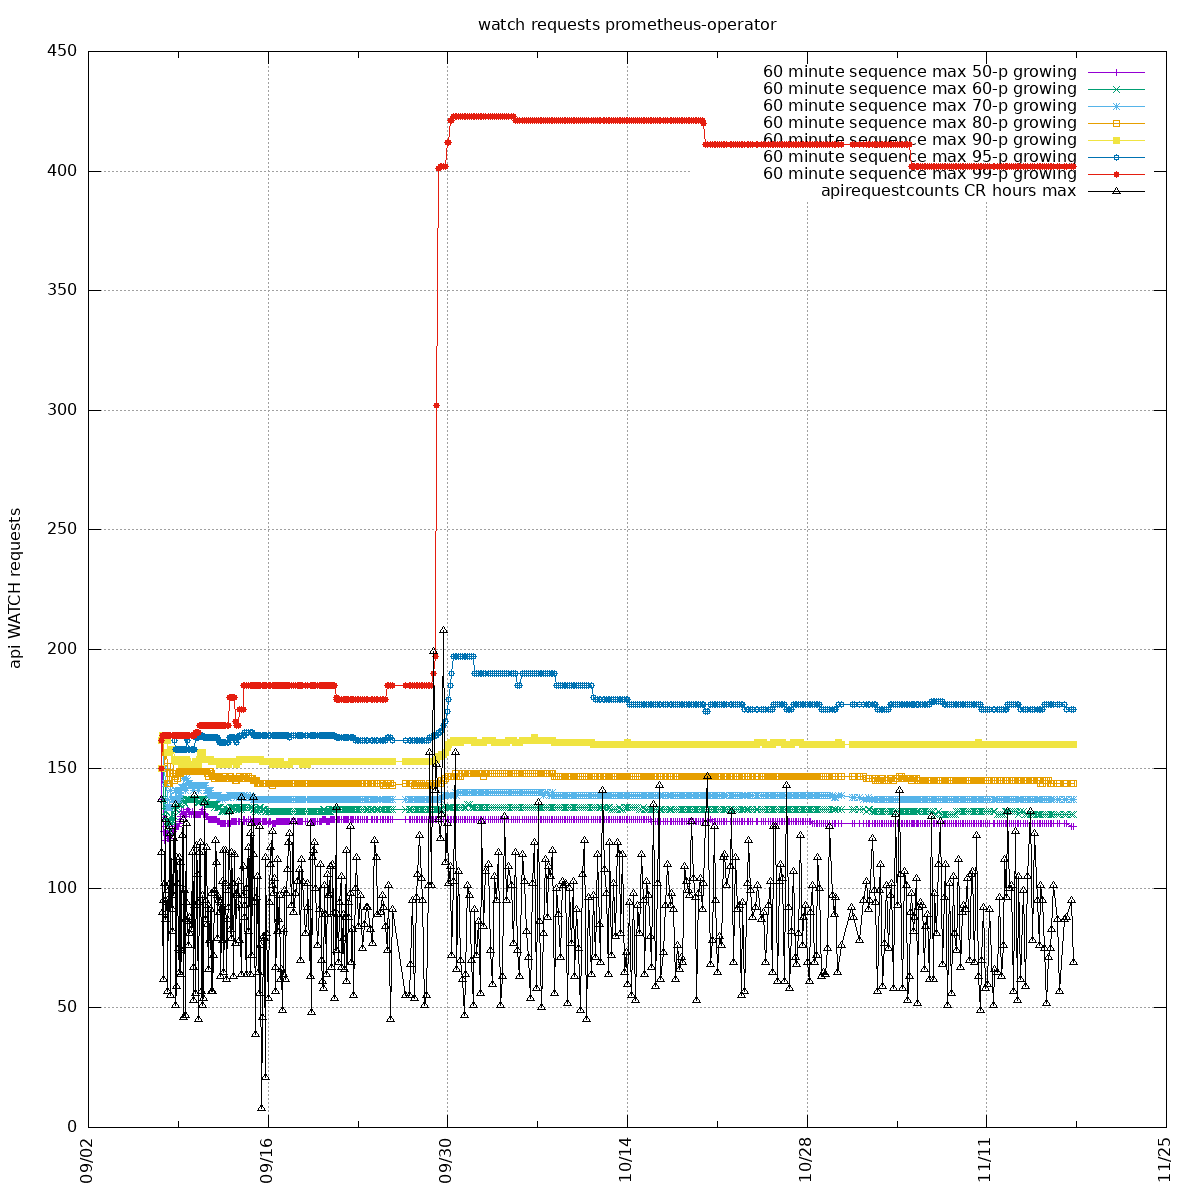 watch requests prometheus-operator
450
400
350
300
250
200
150
100
50
0
api WATCH requests
60 minute sequence max 50-p growing
60 minute sequence max 60-p growing
60 minute sequence max 70-p growing
60 minute sequence max 80-p growing
60 minute sequence max 90-p growing
60 minute sequence max 95-p growing
60 minute sequence max 99-p growing
apirequestcounts CR hours max
09/02
09/16
09/30
10/14
10/28
11/11
11/25